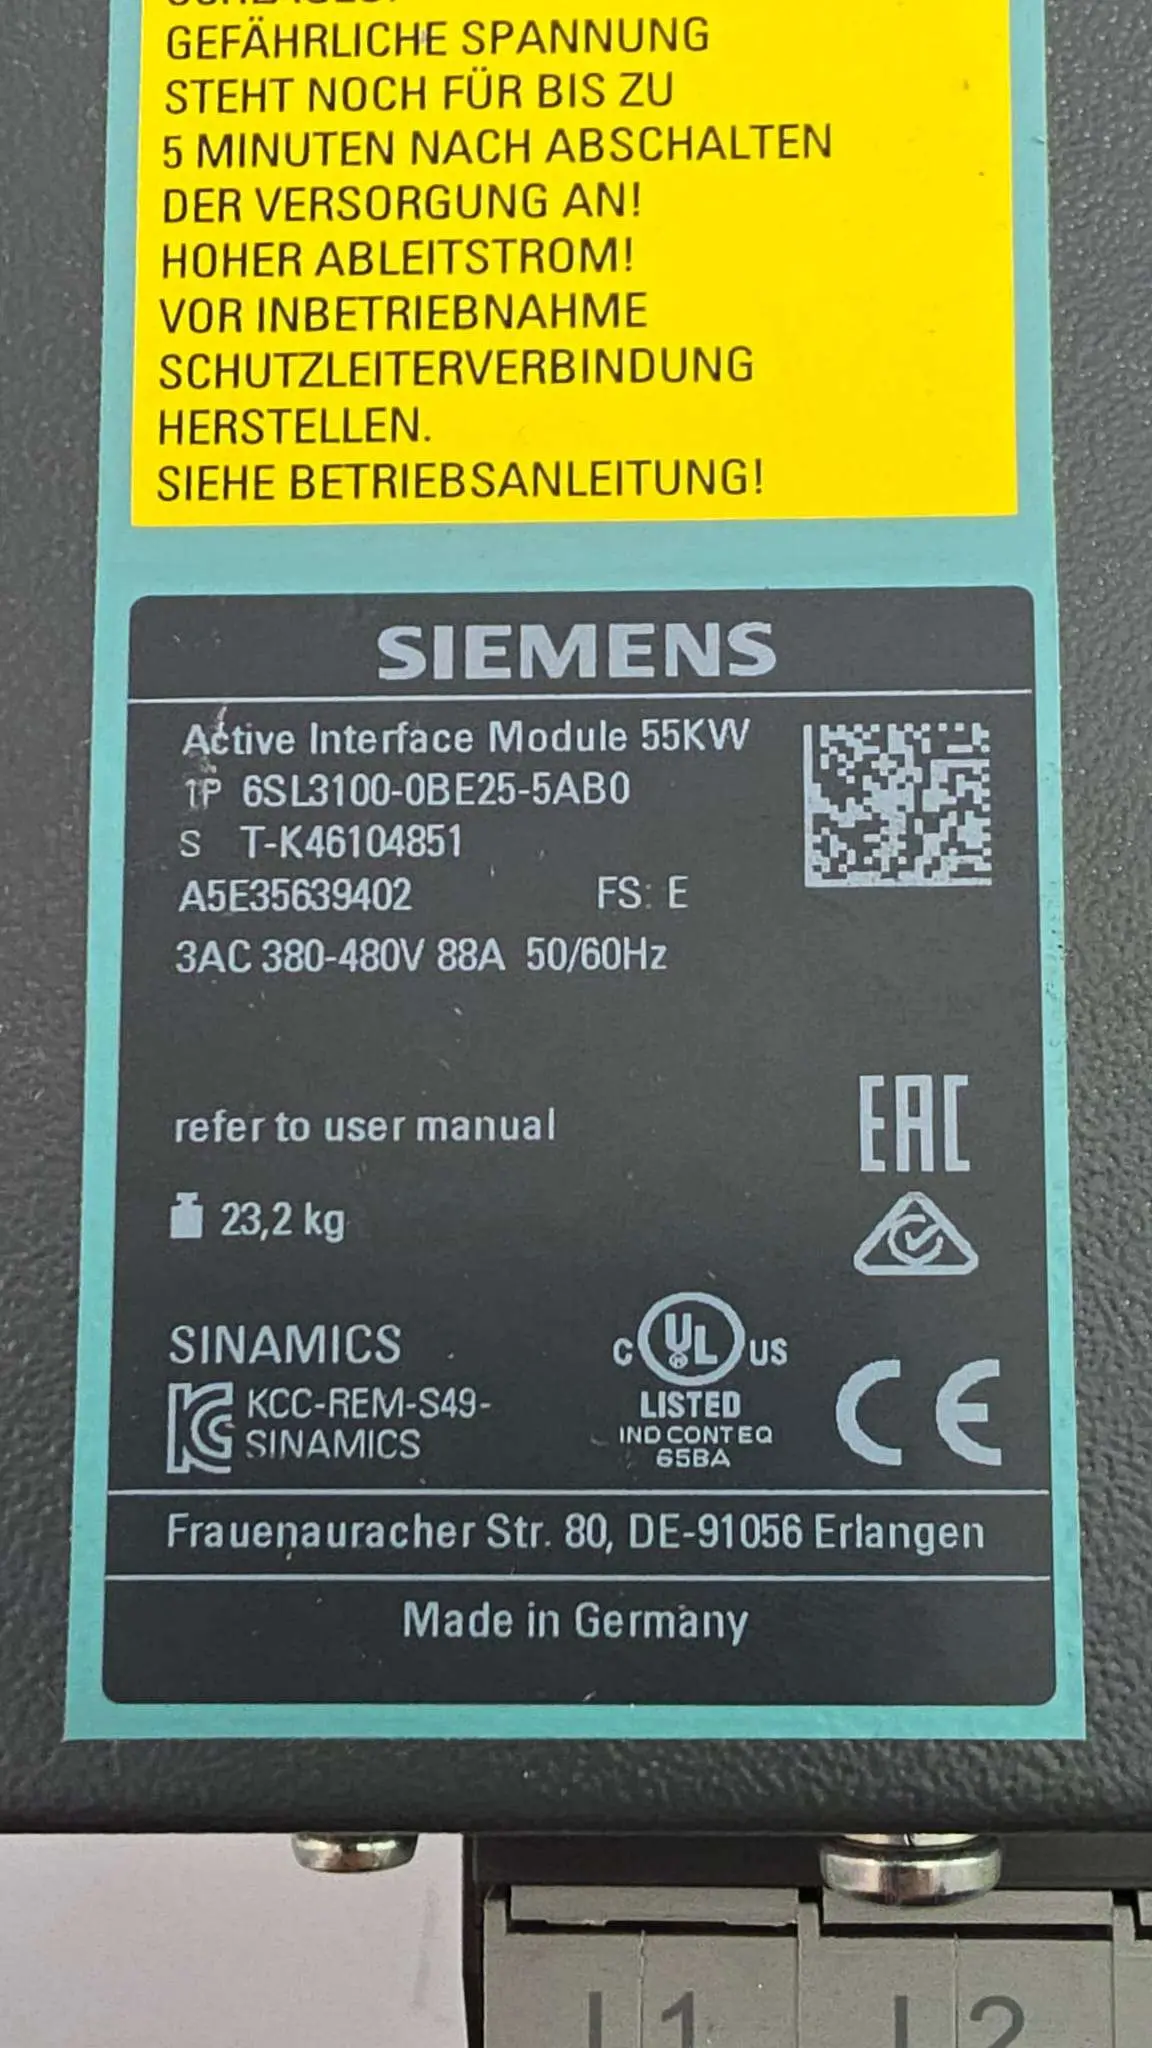 GEFÄHRLICHE SPANNUNG
STEHT NOCH FÜR BIS ZU
5 MINUTEN NACH ABSCHALTEN
DER VERSORGUNG AN!
HOHER ABLEITSTROM!
VOR INBETRIEBNAHME
SCHUTZLEITERVERBINDUNG
HERSTELLEN.
SIEHE BETRIEBSANLEITUNG!
SIEMENS
Active Interface Module 55KW
1P 6SL3100-0BE25-5AB0
S T-K46104851
A5E35639402 FS: E
3AC 380-480V 88A 50/60Hz
refer to user manual
EAC
23,2 kg
SINAMICS
C UL US
LISTED
IND CONT EQ
65BA
CE
KCC-REM-S49-
SINAMICS
Frauenauracher Str. 80, DE-91056 Erlangen
Made in Germany
L1 L2